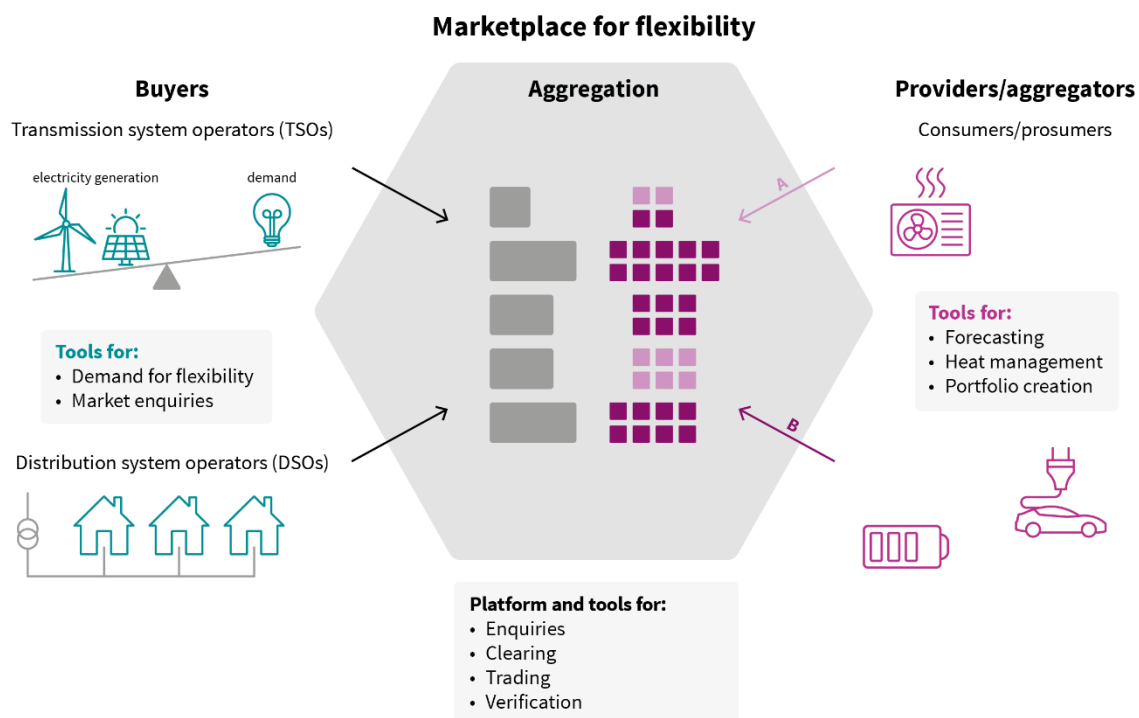 Marketplace for flexibility
Buyers
Transmission system operators (TSOs)
electricity generation
demand
Tools for:
• Demand for flexibility
• Market enquiries
Distribution system operators (DSOs)
Aggregation
A
B
Platform and tools for:
• Enquiries
• Clearing
• Trading
• Verification
Providers/aggregators
Consumers/prosumers
Tools for:
• Forecasting
• Heat management
• Portfolio creation